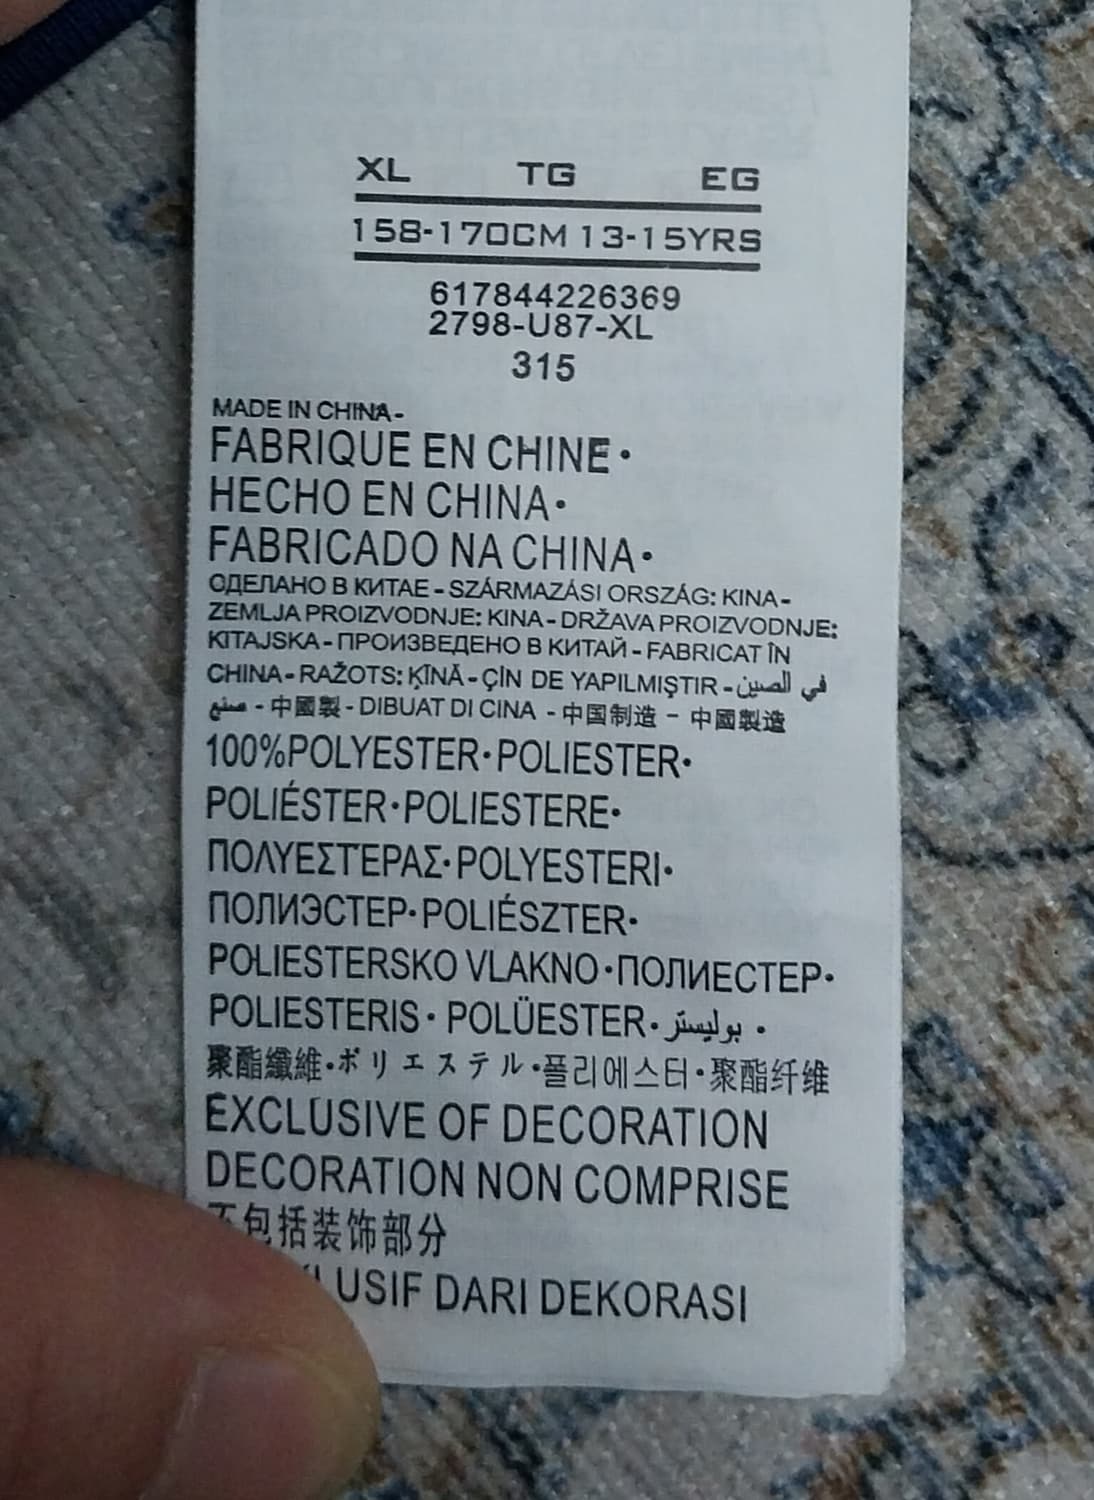 XL TG EG
158-170CM 13-15YRS
617844226369
2798-U87-XL
315
MADE IN CHINA-
FABRIQUE EN CHINE·
HECHO EN CHINA·
FABRICADO NA CHINA·
СДЕЛАНО В КИТАЕ - SZÁRMAZÁSI ORSZÁG: KINA-
ZEMLJA PROIZVODNJE: KINA - DRŽAVA PROIZVODNJE:
KITAJSKA - ПРОИЗВЕДЕНО В КИТАЙ - FABRICAT ÎN
CHINA - RAŽOTS: ĶĪNĀ - ÇİN DE YAPILMIŞTIR - في الصين
صنع - 中國製 - DIBUAT DI CINA - 中国制造 - 中國製造
100%POLYESTER·POLIESTER·
POLIÉSTER·POLIESTERE·
ΠΟΛΥΕΣΤΕΡΑΣ·POLYESTERI·
ПОЛИЭСТЕР·POLIÉSZTER·
POLIESTERSKO VLAKNO·ПОЛИЕСТЕР·
POLIESTERIS·POLÜESTER·بوليستر·
聚酯纖維·ポリエステル·폴리에스터·聚酯纤维
EXCLUSIVE OF DECORATION
DECORATION NON COMPRISE
不包括装饰部分
DARI DEKORASI